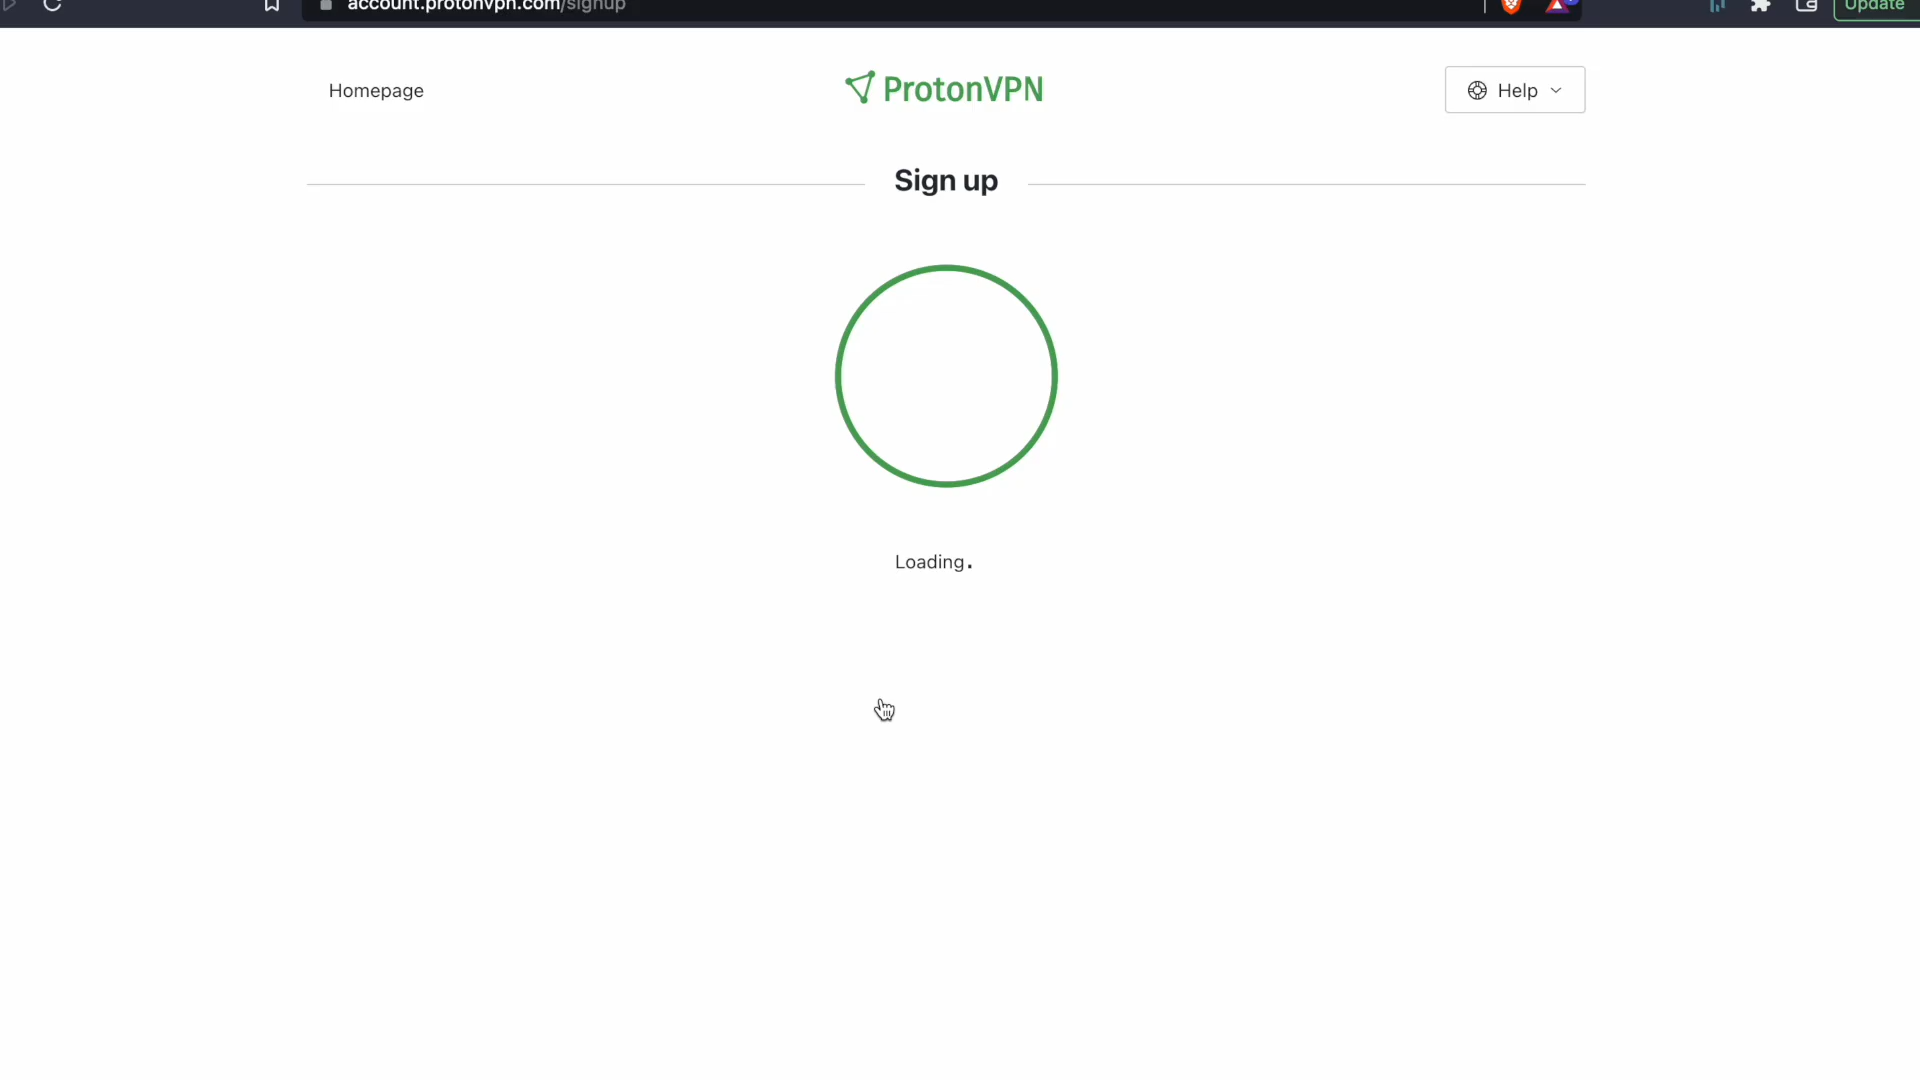 account.protonvpn.com/signup
Update
Homepage
ProtonVPN
Help
Sign up
Loading.